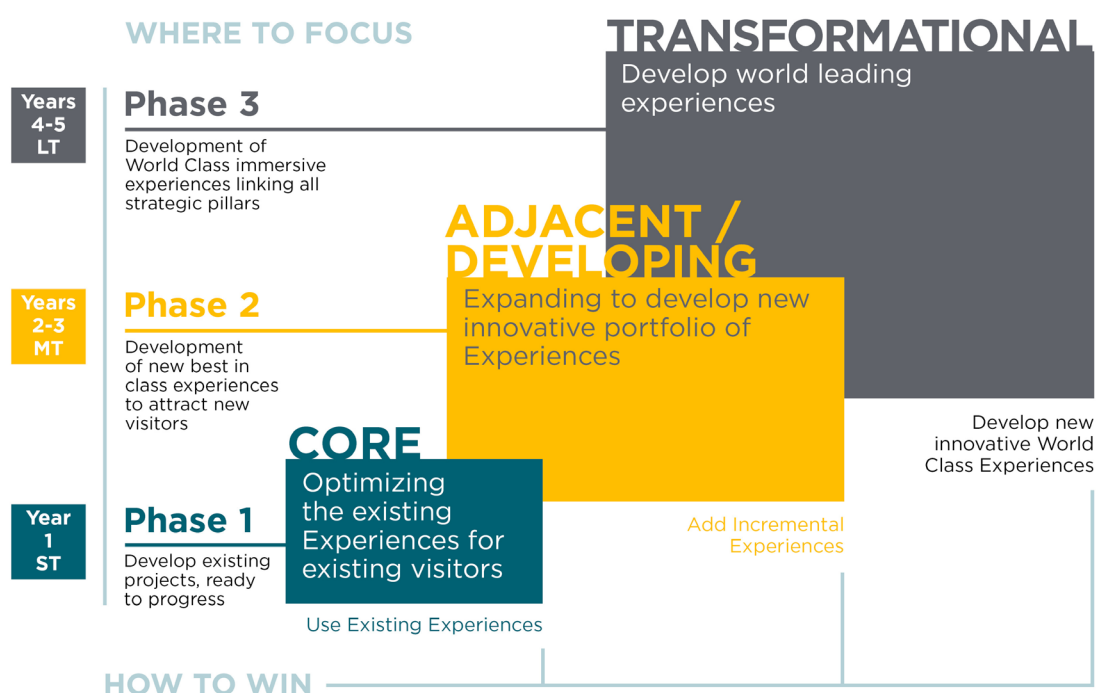 WHERE TO FOCUS
TRANSFORMATIONAL
Develop world leading
experiences
Years
4-5
LT
Phase 3
Development of
World Class immersive
experiences linking all
strategic pillars
ADJACENT /
DEVELOPING
Expanding to develop new
innovative portfolio of
Experiences
Years
2-3
MT
Phase 2
Development
of new best in
class experiences
to attract new
visitors
Develop new
innovative World
Class Experiences
CORE
Optimizing
the existing
Experiences for
existing visitors
Year
1
ST
Phase 1
Develop existing
projects, ready
to progress
Add Incremental
Experiences
Use Existing Experiences
HOW TO WIN